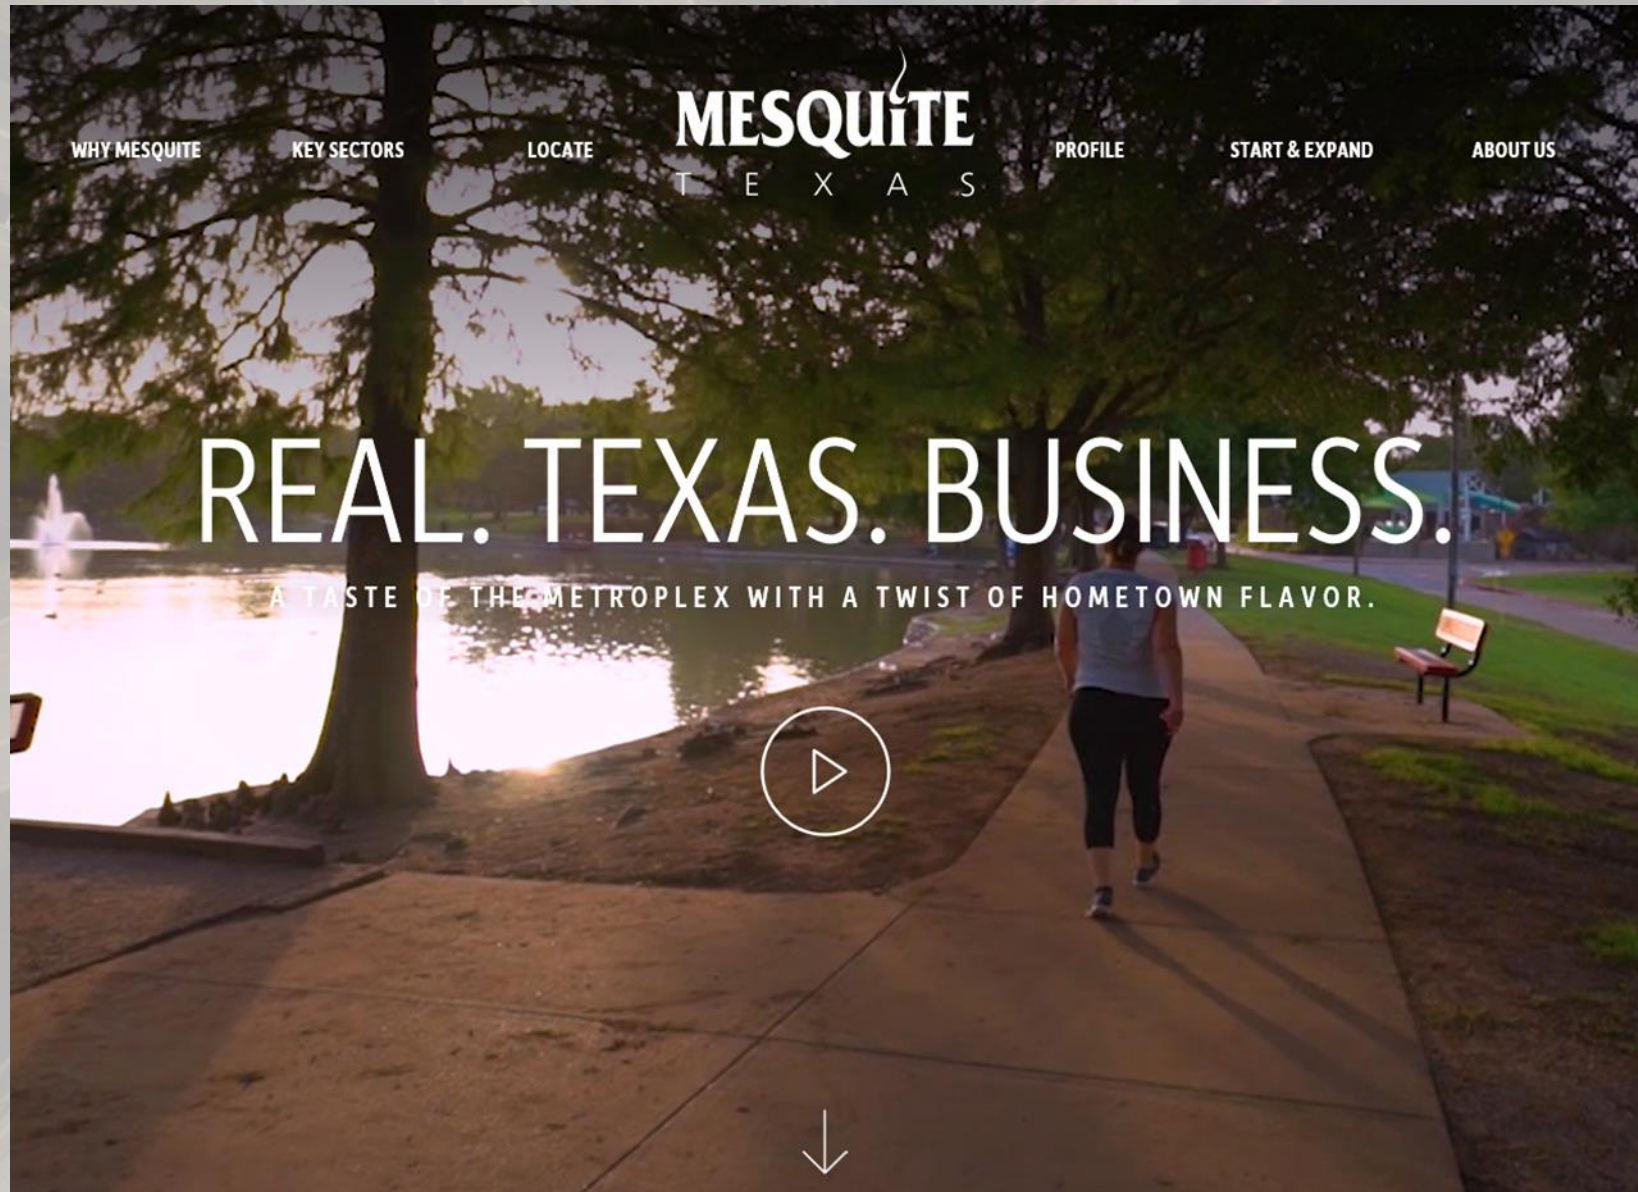 MESQUiTE
TEXAS
WHY MESQUITE
KEY SECTORS
LOCATE
PROFILE
START & EXPAND
ABOUT US
REAL. TEXAS. BUSINESS.
A TASTE OF THE METROPLEX WITH A TWIST OF HOMETOWN FLAVOR.